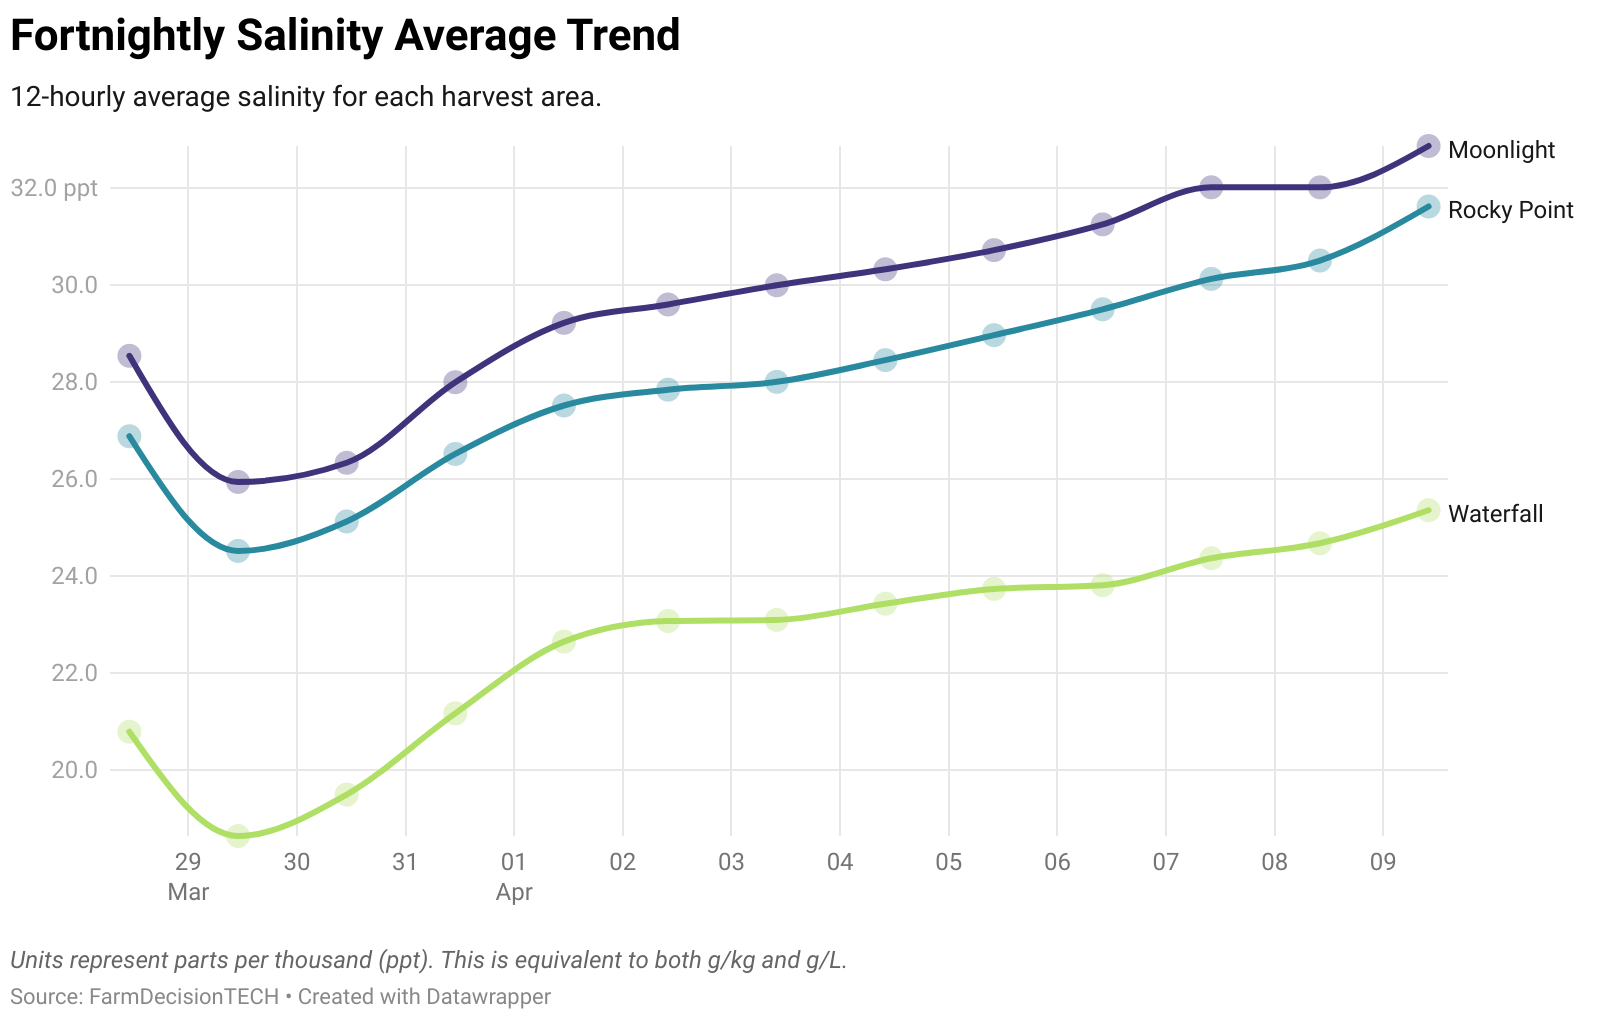 Fortnightly Salinity Average Trend
12-hourly average salinity for each harvest area.
Moonlight
32.0 ppt
Rocky Point
30.0
28.0
26.0
Waterfall
24.0
22.0
20.0
29 30 31 01 02 03 04 05 06 07 08 09
Mar Apr
Units represent parts per thousand (ppt). This is equivalent to both g/kg and g/L.
Source: FarmDecisionTECH • Created with Datawrapper